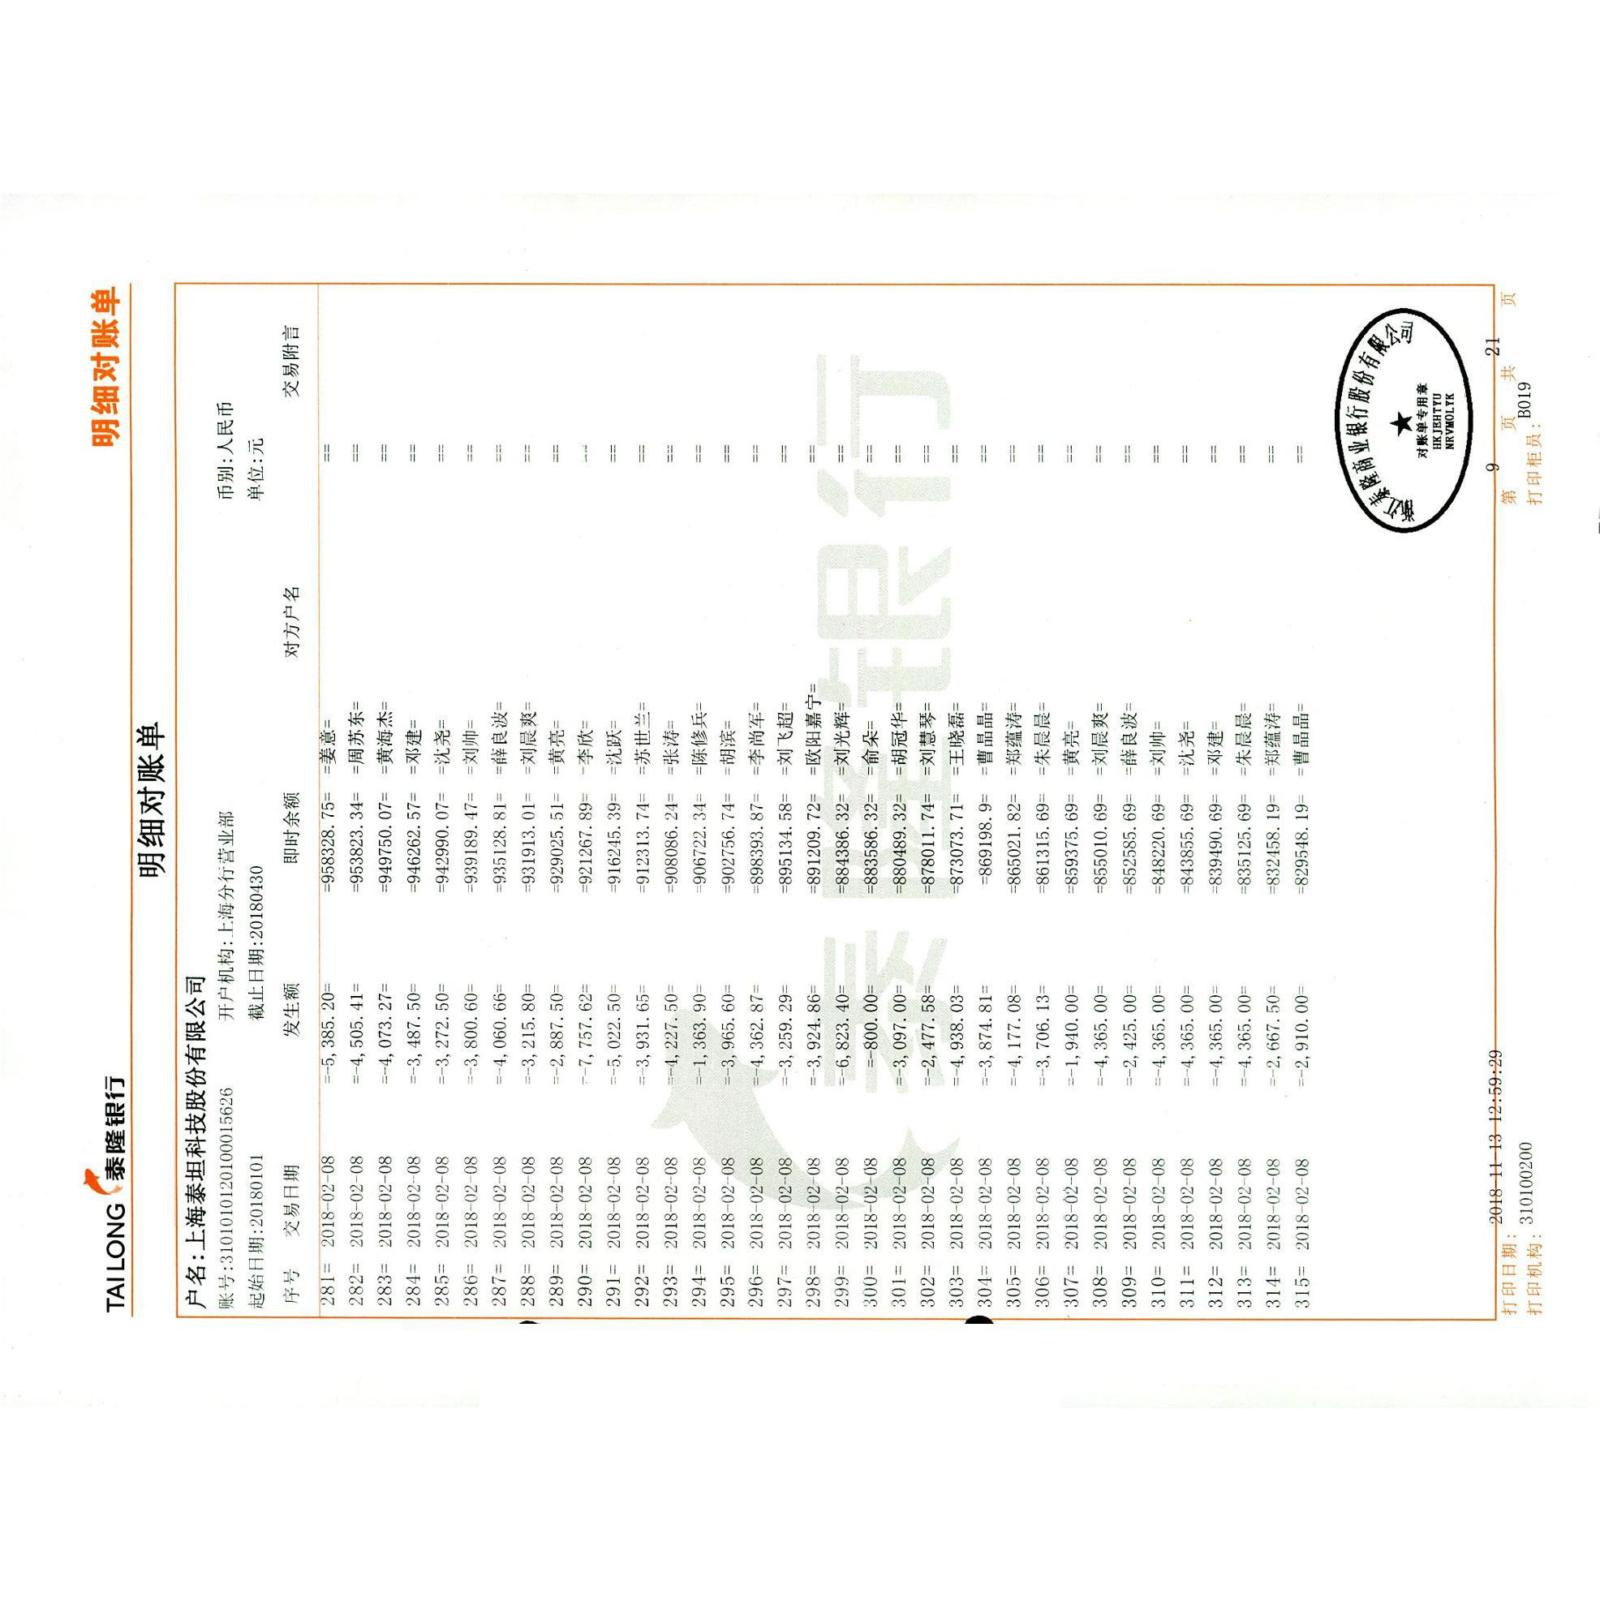 TAILONG 泰隆银行 明细对账单
明细对账单
户名:上海泰坦科技股份有限公司
账号:31010101201000015626 开户机构:上海分行营业部 币别:人民币
起始日期:20180101 截止日期:20180430 单位:元
序号 交易日期 发生额 即时余额 对方户名 交易附言
281= 2018-02-08 =-5,385.20= =958328.75= =姜意= ==
282= 2018-02-08 =-4,505.41= =953823.34= =周苏东= ==
283= 2018-02-08 =-4,073.27= =949750.07= =黄海杰= ==
284= 2018-02-08 =-3,487.50= =946262.57= =邓建= ==
285= 2018-02-08 =-3,272.50= =942990.07= =沈尧= ==
286= 2018-02-08 =-3,800.60= =939189.47= =刘帅= ==
287= 2018-02-08 =-4,060.66= =935128.81= =薛良波= ==
288= 2018-02-08 =-3,215.80= =931913.01= =刘晨爽= ==
289= 2018-02-08 =-2,887.50= =929025.51= =黄亮= ==
290= 2018-02-08 =-7,757.62= =921267.89= =李欣= ==
291= 2018-02-08 =-5,022.50= =916245.39= =沈跃= ==
292= 2018-02-08 =-3,931.65= =912313.74= =苏世兰= ==
293= 2018-02-08 =-4,227.50= =908086.24= =张涛= ==
294= 2018-02-08 =-1,363.90= =906722.34= =陈修兵= ==
295= 2018-02-08 =-3,965.60= =902756.74= =胡滨= ==
296= 2018-02-08 =-4,362.87= =898393.87= =李尚军= ==
297= 2018-02-08 =-3,259.29= =895134.58= =刘飞超= ==
298= 2018-02-08 =-3,924.86= =891209.72= =欧阳嘉宁= ==
299= 2018-02-08 =-6,823.40= =884386.32= =刘光辉= ==
300= 2018-02-08 =-800.00= =883586.32= =俞朵= ==
301= 2018-02-08 =-3,097.00= =880489.32= =胡冠华= ==
302= 2018-02-08 =-2,477.58= =878011.74= =刘慧琴= ==
303= 2018-02-08 =-4,938.03= =873073.71= =王晓磊= ==
304= 2018-02-08 =-3,874.81= =869198.9= =曹晶晶= ==
305= 2018-02-08 =-4,177.08= =865021.82= =郑蕴涛= ==
306= 2018-02-08 =-3,706.13= =861315.69= =朱晨晨= ==
307= 2018-02-08 =-1,940.00= =859375.69= =黄亮= ==
308= 2018-02-08 =-4,365.00= =855010.69= =刘晨爽= ==
309= 2018-02-08 =-2,425.00= =852585.69= =薛良波= ==
310= 2018-02-08 =-4,365.00= =848220.69= =刘帅= ==
311= 2018-02-08 =-4,365.00= =843855.69= =沈尧= ==
312= 2018-02-08 =-4,365.00= =839490.69= =邓建= ==
313= 2018-02-08 =-4,365.00= =835125.69= =朱晨晨= ==
314= 2018-02-08 =-2,667.50= =832458.19= =郑蕴涛= ==
315= 2018-02-08 =-2,910.00= =829548.19= =曹晶晶= ==
泰隆银行
浙江泰隆商业银行股份有限公司
对账单专用章
HKJEHTYU
NRVMOLYK
打印日期: 2018-11-13 12:59:29 第 9 页 共 21 页
打印机构: 310100200 打印柜员: B019